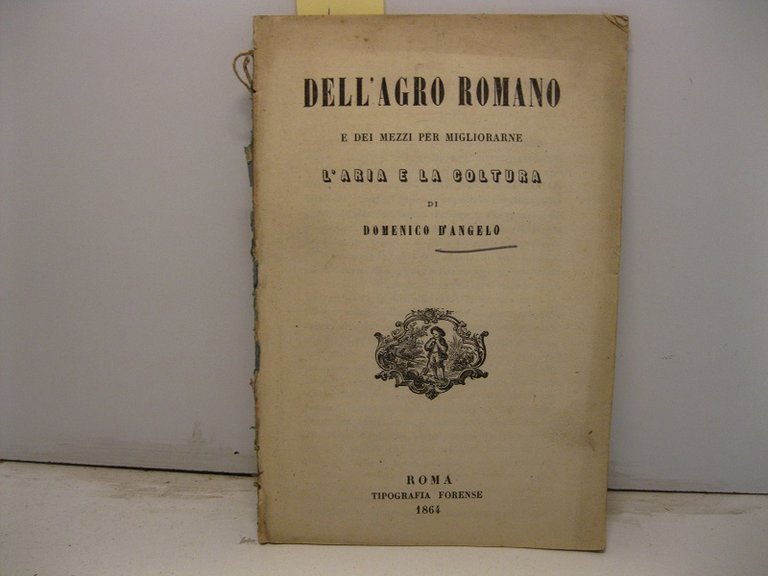 DELL'AGRO ROMANO
E DEI MEZZI PER MIGLIORARNE
L'ARIA E LA COLTURA
DI
DOMENICO D'ANGELO
ROMA
TIPOGRAFIA FORENSE
1864